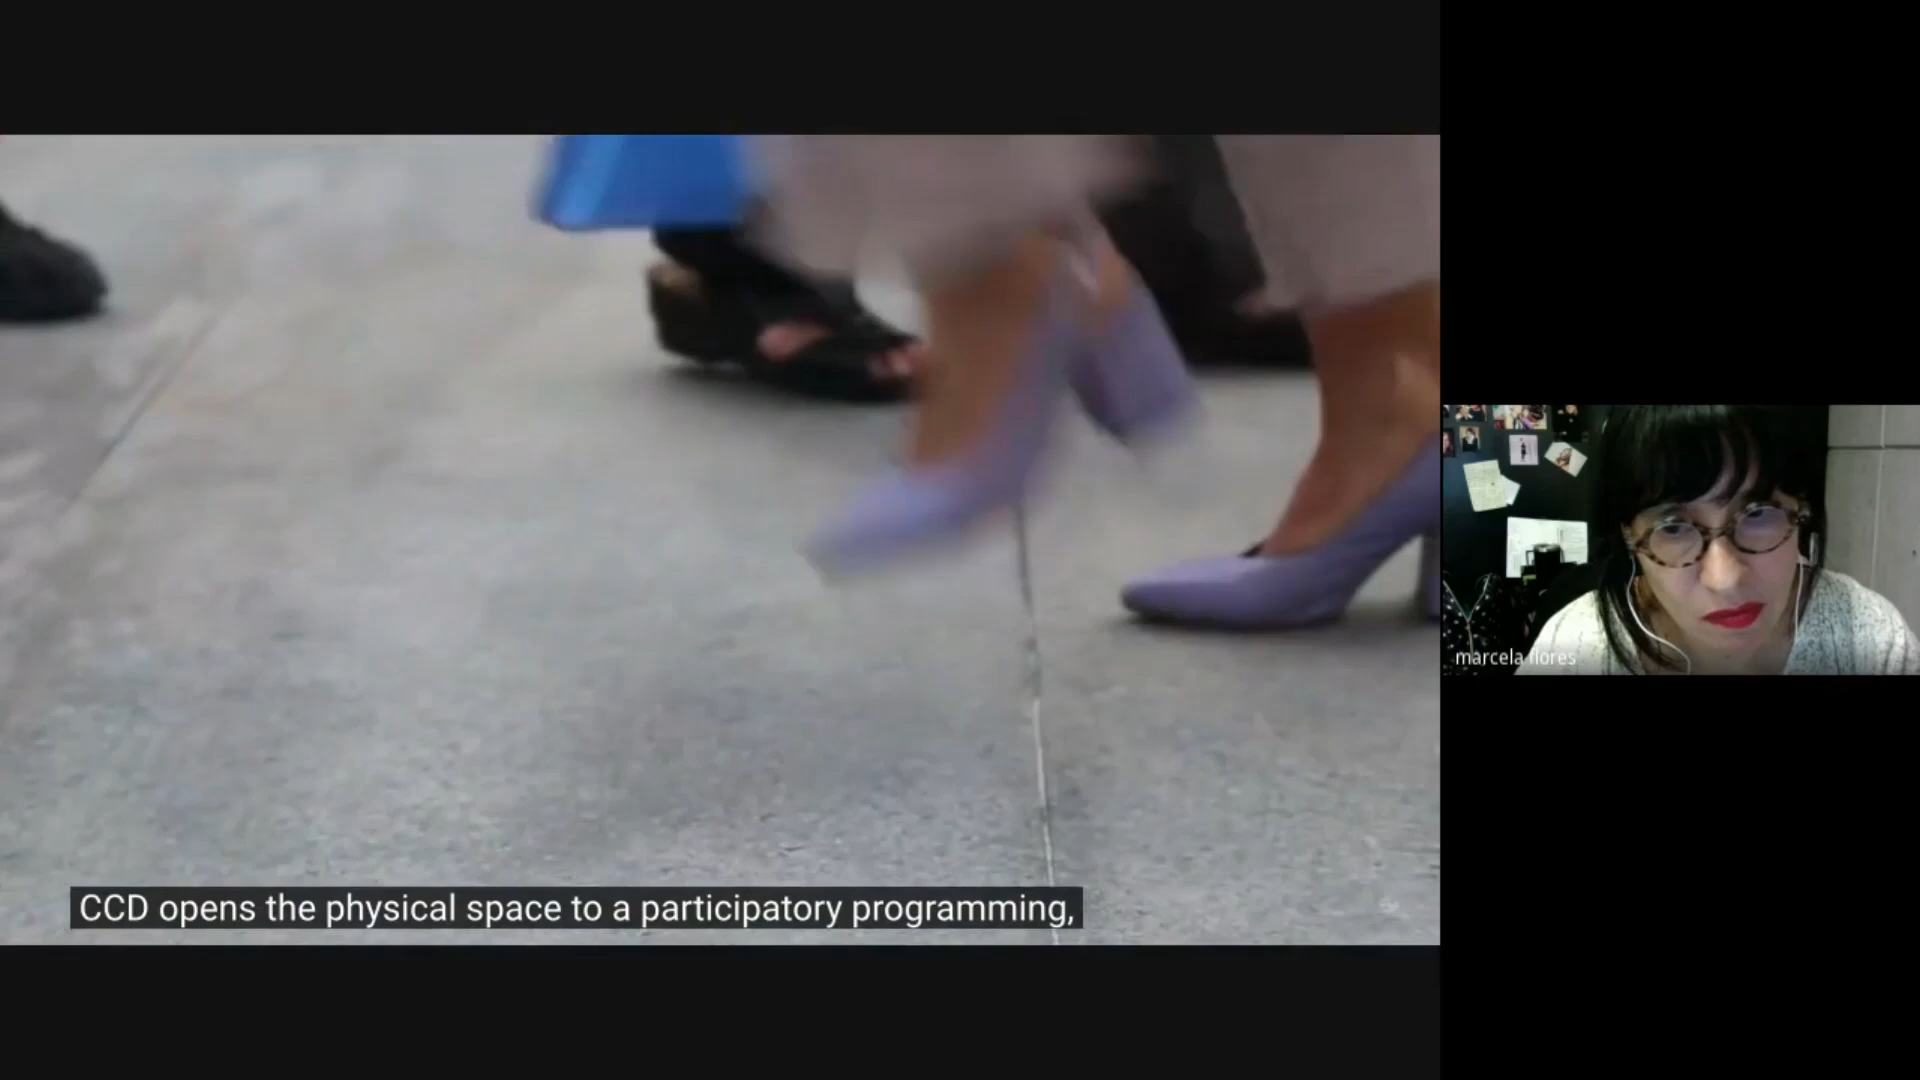 CCD opens the physical space to a participatory programming,
marcela flores